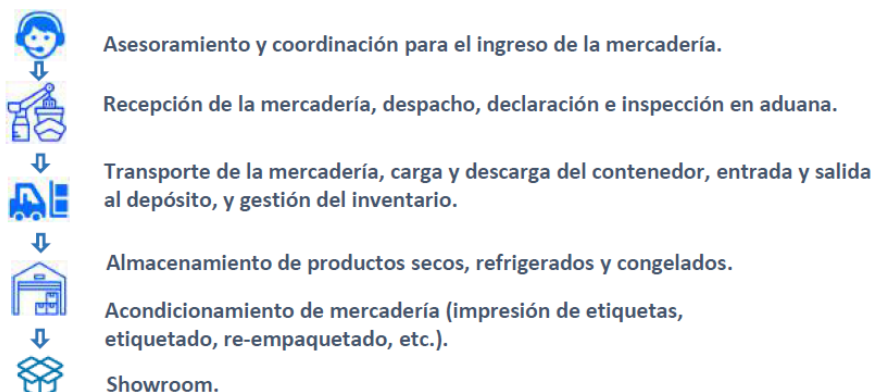 Asesoramiento y coordinación para el ingreso de la mercadería.
Recepción de la mercadería, despacho, declaración e inspección en aduana.
Transporte de la mercadería, carga y descarga del contenedor, entrada y salida
al depósito, y gestión del inventario.
Almacenamiento de productos secos, refrigerados y congelados.
Acondicionamiento de mercadería (impresión de etiquetas,
etiquetado, re-empaquetado, etc.).
Showroom.